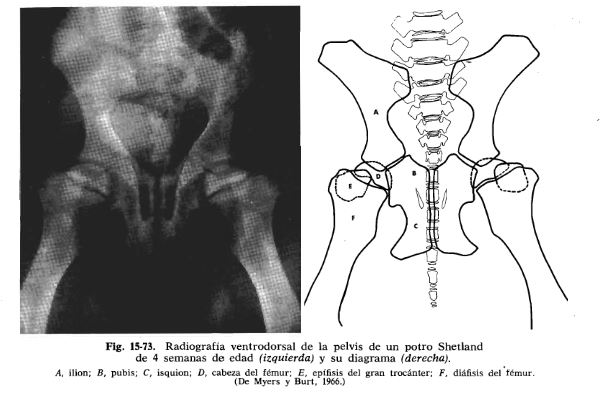 A
B
C
D
E
F
Fig. 15-73. Radiografía ventrodorsal de la pelvis de un potro Shetland
de 4 semanas de edad (izquierda) y su diagrama (derecha).
A, ilion; B, pubis; C, isquion; D, cabeza del fémur; E, epífisis del gran trocánter; F, diáfisis del fémur.
(De Myers y Burt, 1966.)